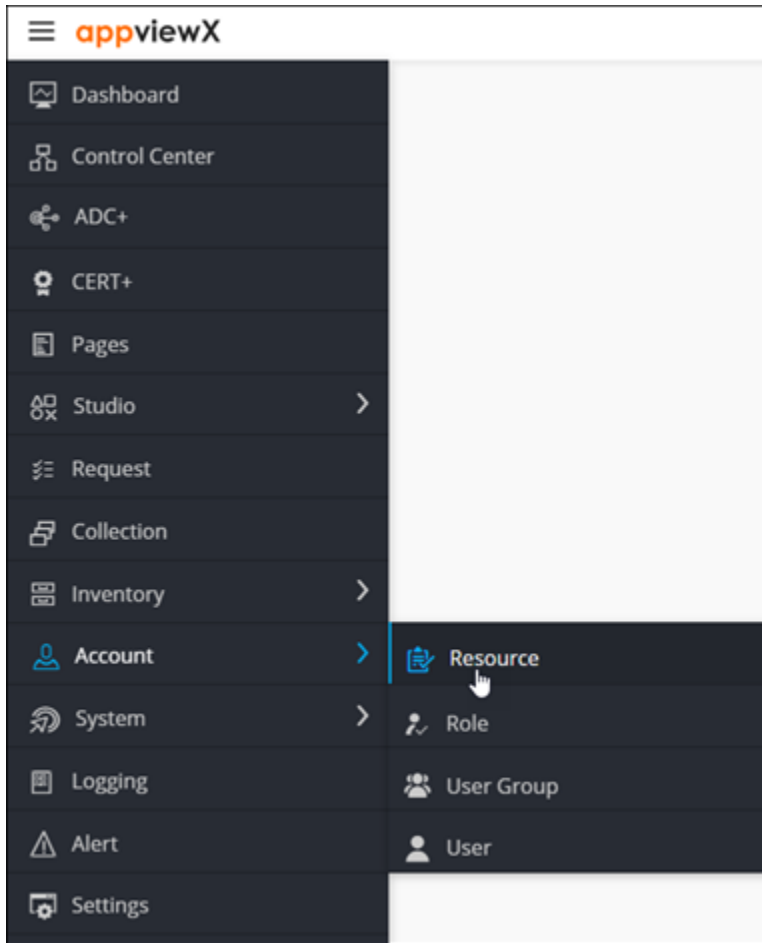 appviewX
Dashboard
Control Center
ADC+
CERT+
Pages
Studio
Request
Collection
Inventory
Account
Resource
Role
User Group
User
System
Logging
Alert
Settings